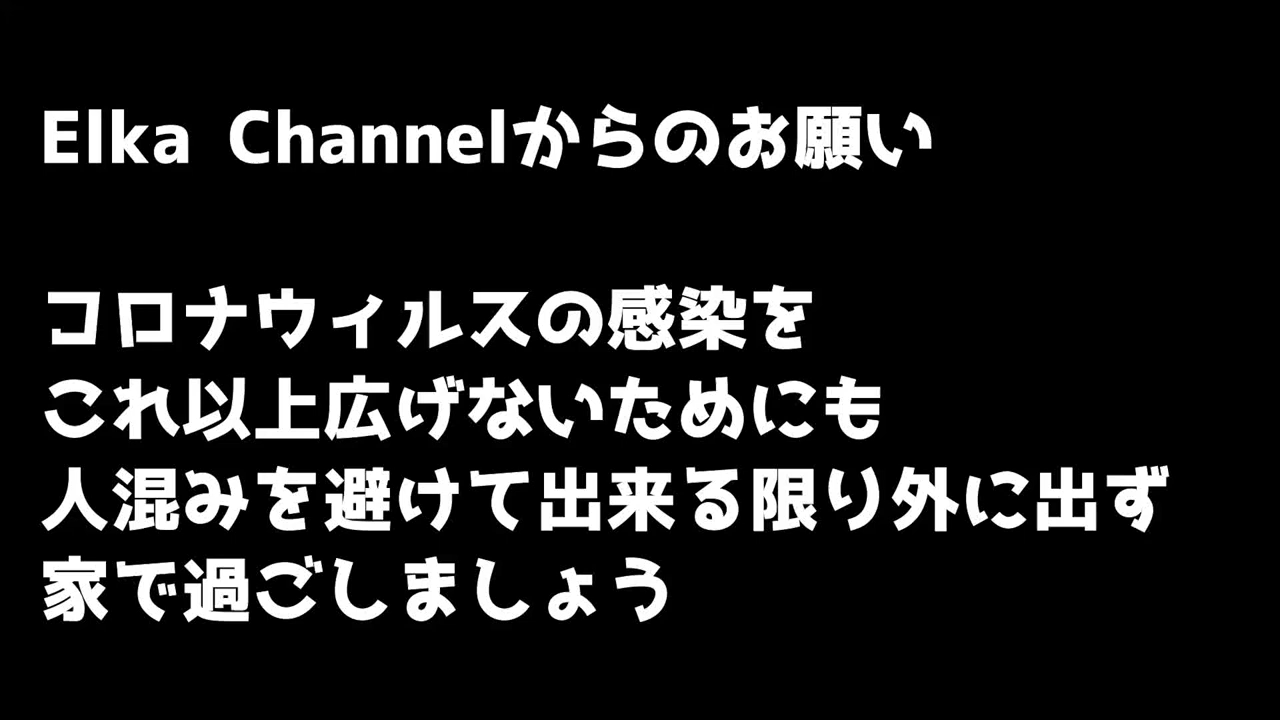 Elka Channelからのお願い
コロナウィルスの感染を
これ以上広げないためにも
人混みを避けて出来る限り外に出ず
家で過ごしましょう